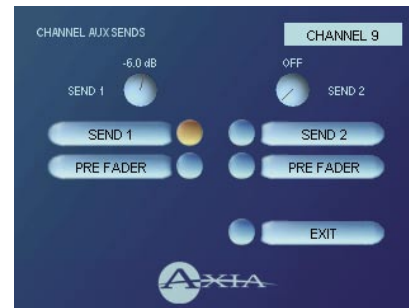 CHANNEL AUX SENDS
CHANNEL 9
-6.0 dB
OFF
SEND 1
SEND 2
SEND 1
SEND 2
PRE FADER
PRE FADER
EXIT
AXIA